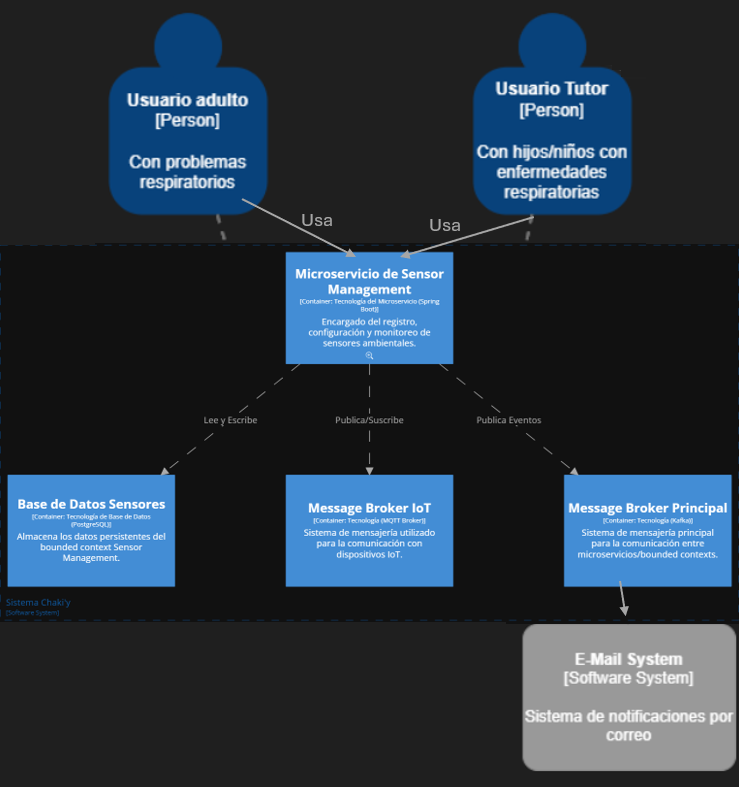 Usuario adulto
[Person]
Con problemas
respiratorios
Usuario Tutor
[Person]
Con hijos/niños con
enfermedades
respiratorias
Usa
Usa
Microservicio de Sensor
Management
[Container: Tecnología del Microservicio (Spring
Boot)]
Encargado del registro,
configuración y monitoreo de
sensores ambientales.
Lee y Escribe
Publica/Suscribe
Publica Eventos
Base de Datos Sensores
[Container: Tecnología de Base de Datos
(PostgreSQL)]
Almacena los datos persistentes del
bounded context Sensor
Management.
Message Broker IoT
[Container: Tecnología (MQTT Broker)]
Sistema de mensajería utilizado
para la comunicación con
dispositivos IoT.
Message Broker Principal
[Container: Tecnología (Kafka)]
Sistema de mensajería principal
para la comunicación entre
microservicios/bounded contexts.
Sistema Chaki'y
[Software System]
E-Mail System
[Software System]
Sistema de notificaciones por
correo